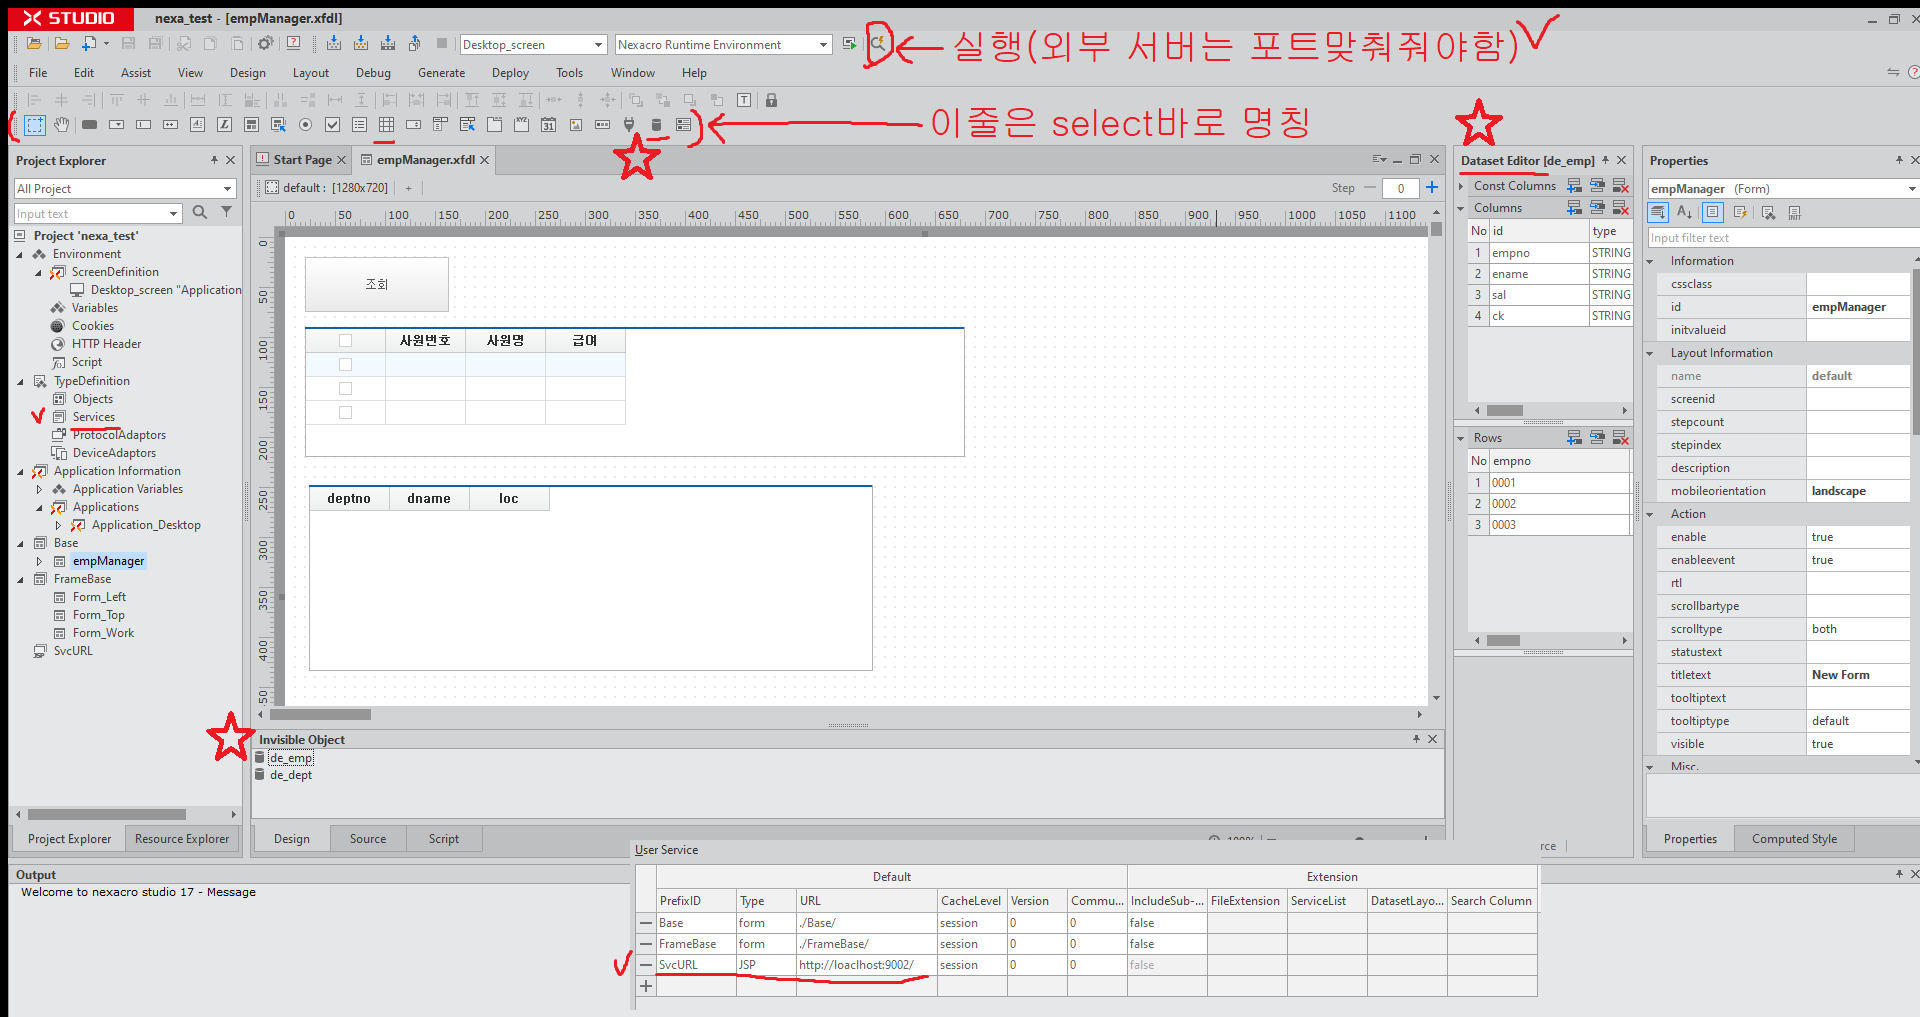 X STUDIO nexa_test - [empManager.xfdl]
Desktop_screen Nexacro Runtime Environment
실행(외부 서버는 포트맞춰줘야함)
File Edit Assist View Design Layout Debug Generate Deploy Tools Window Help
이줄은 select바로 명칭
Project Explorer
All Project
Input text
Project 'nexa_test'
Environment
ScreenDefinition
Desktop_screen "Application
Variables
Cookies
HTTP Header
Script
TypeDefinition
Objects
Services
ProtocolAdaptors
DeviceAdaptors
Application Information
Application Variables
Applications
Application_Desktop
Base
empManager
FrameBase
Form_Left
Form_Top
Form_Work
SvcURL
Project Explorer Resource Explorer
Start Page empManager.xfdl
default : [1280x720] + Step 0
0 50 100 150 200 250 300 350 400 450 500 550 600 650 700 750 800 850 900 950 1000 1050 1100
0
50
100
150
200
250
300
350
400
조회
사원번호 사원명 급여
deptno dname loc
Invisible Object
de_emp
de_dept
Design Source Script
Dataset Editor [de_emp]
Const Columns
Columns
No id type
1 empno STRING
2 ename STRING
3 sal STRING
4 ck STRING
Rows
No empno
1 0001
2 0002
3 0003
rce
Properties
empManager (Form)
INIT
Input filter text
Information
cssclass
id empManager
initvalueid
Layout Information
name default
screenid
stepcount
stepindex
description
mobileorientation landscape
Action
enable true
enableevent true
rtl
scrollbartype
scrolltype both
statustext
titletext New Form
tooltiptext
tooltiptype default
visible true
Misc.
Properties Computed Style
Output
Welcome to nexacro studio 17 - Message
User Service
Default Extension
PrefixID Type URL CacheLevel Version Commu... IncludeSub-... FileExtension ServiceList DatasetLayo... Search Column
Base form ./Base/ session 0 0 false
FrameBase form ./FrameBase/ session 0 0 false
SvcURL JSP http://loaclhost:9002/ session 0 0 false